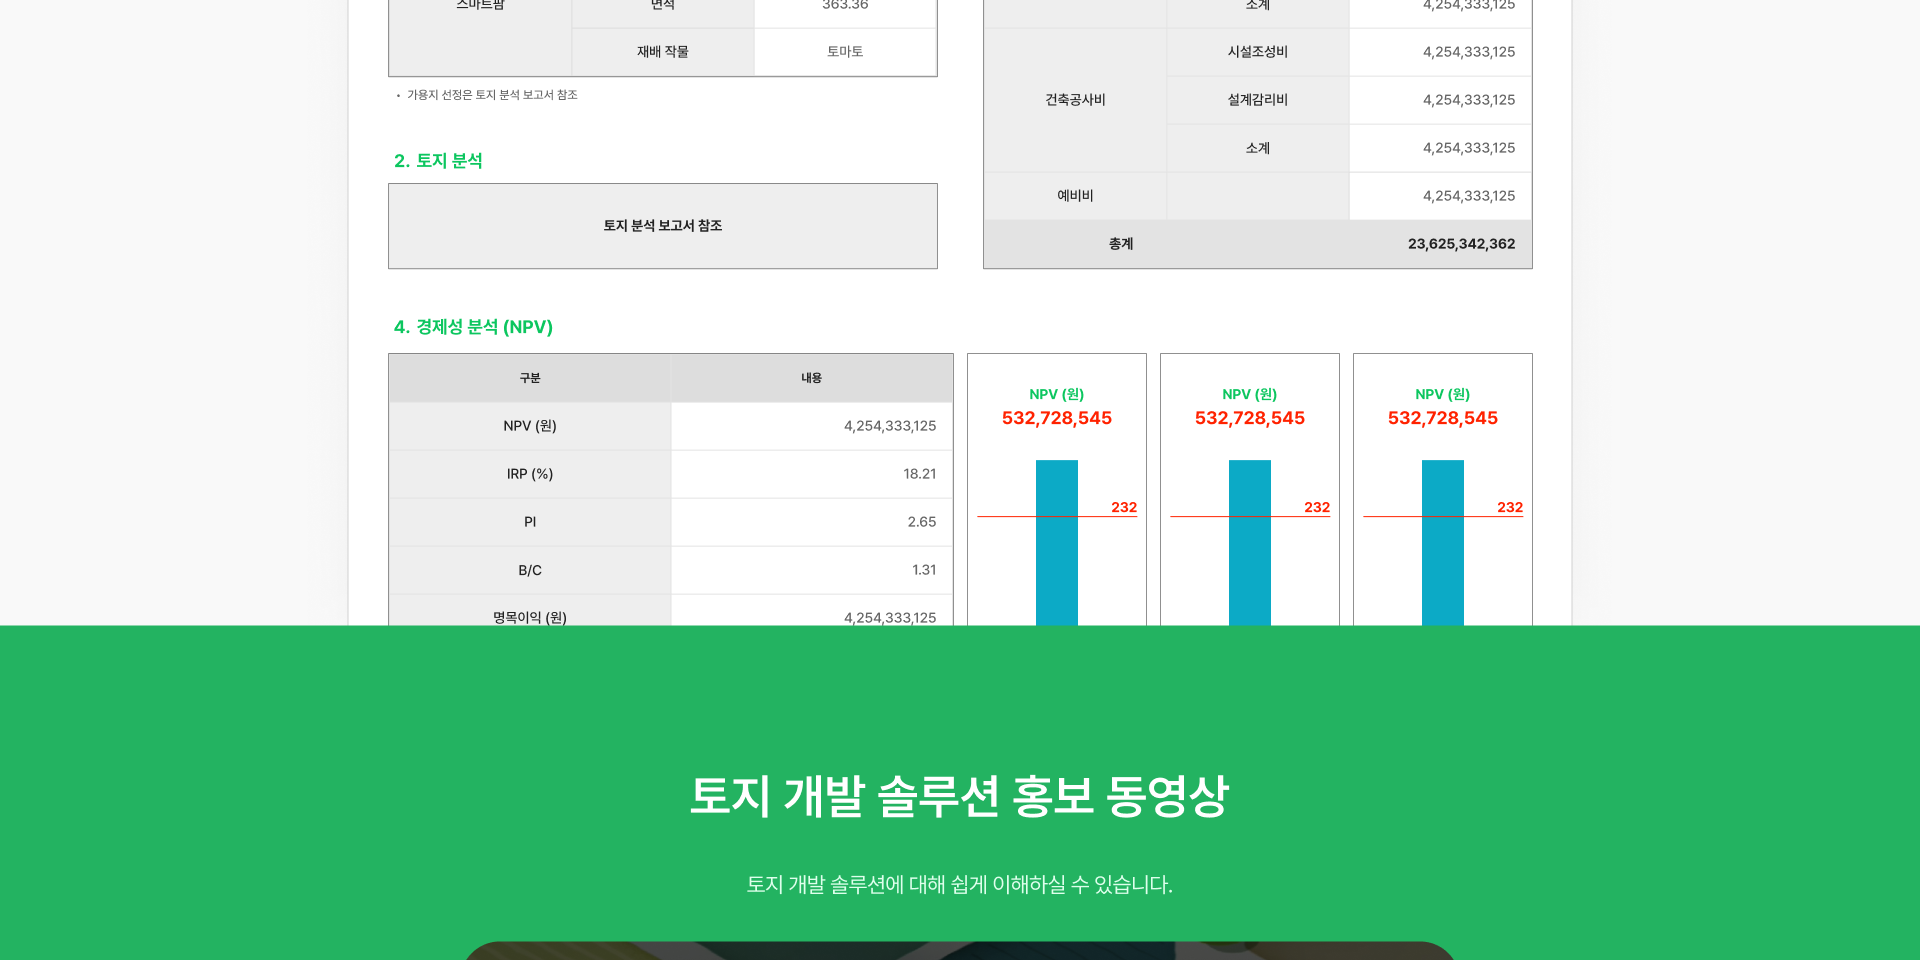 스마트팜 면적 363.36
재배 작물 토마토
• 가용지 선정은 토지 분석 보고서 참조
2. 토지 분석
토지 분석 보고서 참조
소계 4,254,333,125
시설조성비 4,254,333,125
건축공사비 설계감리비 4,254,333,125
소계 4,254,333,125
예비비 4,254,333,125
총계 23,625,342,362
4. 경제성 분석 (NPV)
구분 내용
NPV (원) 4,254,333,125
IRP (%) 18.21
PI 2.65
B/C 1.31
명목이익 (원) 4,254,333,125
NPV (원)
532,728,545
232
NPV (원)
532,728,545
232
NPV (원)
532,728,545
232
토지 개발 솔루션 홍보 동영상
토지 개발 솔루션에 대해 쉽게 이해하실 수 있습니다.